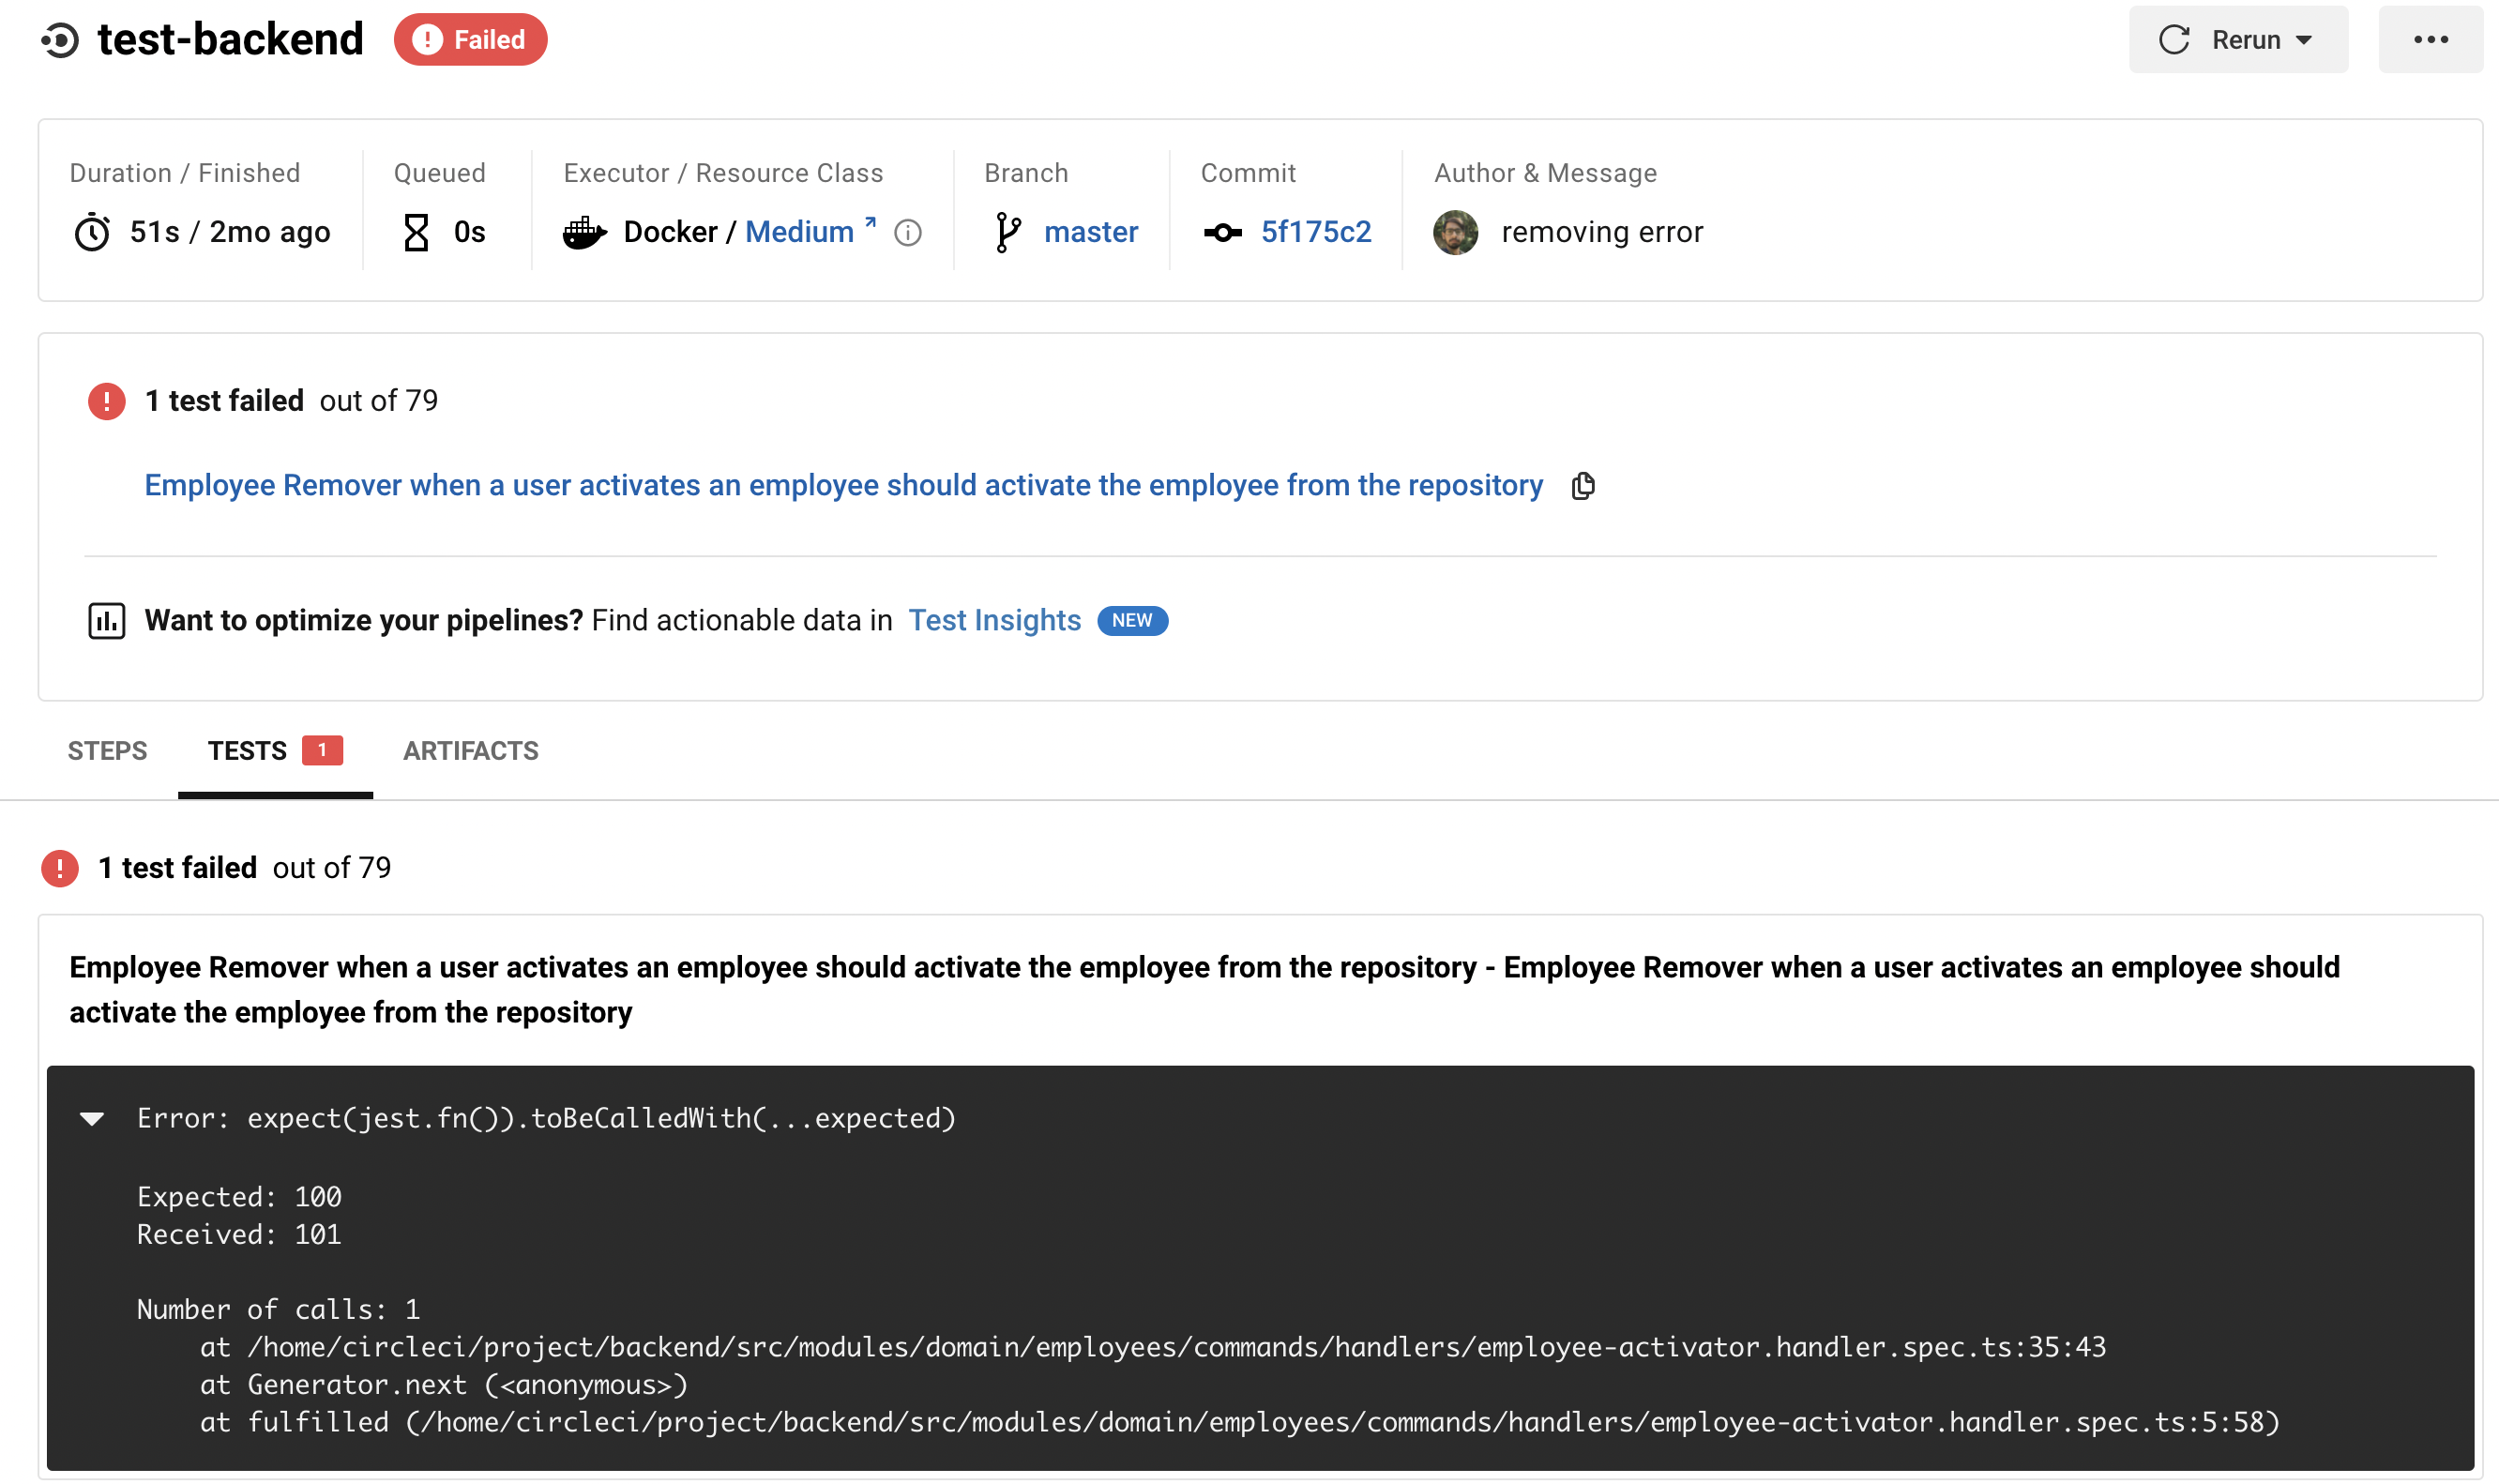 test-backend
Failed
Rerun
Duration / Finished
Queued
Executor / Resource Class
Branch
Commit
Author & Message
51s / 2mo ago
0s
Docker / Medium
master
5f175c2
removing error
1 test failed out of 79
Employee Remover when a user activates an employee should activate the employee from the repository
Want to optimize your pipelines? Find actionable data in Test Insights NEW
STEPS
TESTS 1
ARTIFACTS
1 test failed out of 79
Employee Remover when a user activates an employee should activate the employee from the repository - Employee Remover when a user activates an employee should
activate the employee from the repository
Error: expect(jest.fn()).toBeCalledWith(...expected)
Expected: 100
Received: 101
Number of calls: 1
at /home/circleci/project/backend/src/modules/domain/employees/commands/handlers/employee-activator.handler.spec.ts:35:43
at Generator.next (<anonymous>)
at fulfilled (/home/circleci/project/backend/src/modules/domain/employees/commands/handlers/employee-activator.handler.spec.ts:5:58)